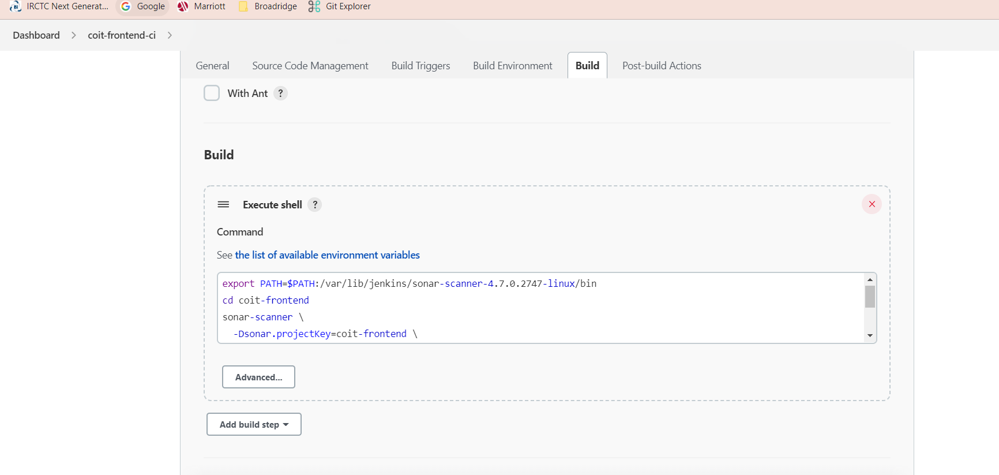 IRCTC Next Generat... Google Marriott Broadridge Git Explorer
Dashboard > coit-frontend-ci >
General Source Code Management Build Triggers Build Environment Build Post-build Actions
With Ant ?
Build
Execute shell ?
Command
See the list of available environment variables
export PATH=$PATH:/var/lib/jenkins/sonar-scanner-4.7.0.2747-linux/bin
cd coit-frontend
sonar-scanner \
-Dsonar.projectKey=coit-frontend \
Advanced...
Add build step